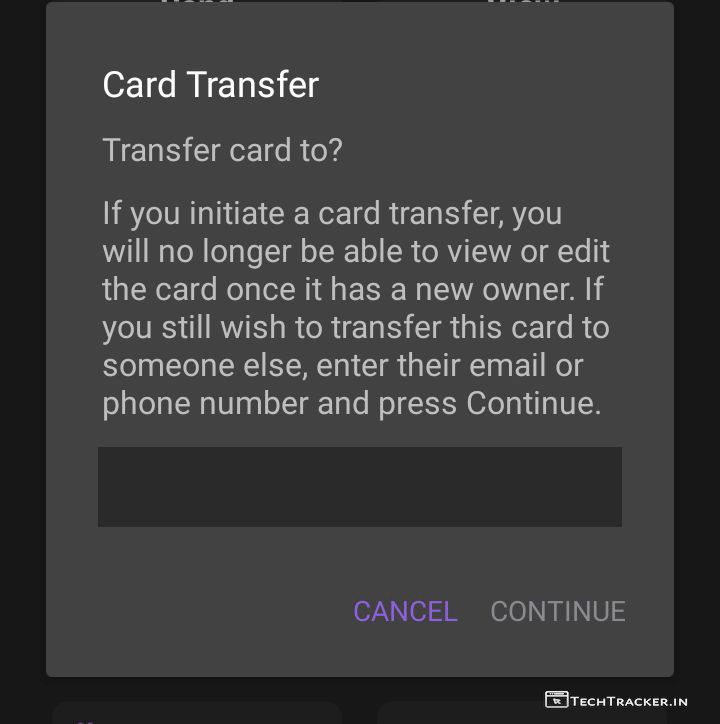 Card Transfer
Transfer card to?
If you initiate a card transfer, you
will no longer be able to view or edit
the card once it has a new owner. If
you still wish to transfer this card to
someone else, enter their email or
phone number and press Continue.
CANCEL CONTINUE
TECHTRACKER.IN